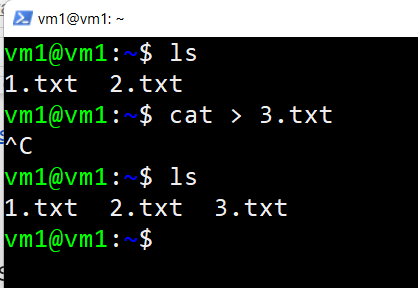 vm1@vm1: ~
vm1@vm1:~$ ls
1.txt  2.txt
vm1@vm1:~$ cat > 3.txt
^C
vm1@vm1:~$ ls
1.txt  2.txt  3.txt
vm1@vm1:~$